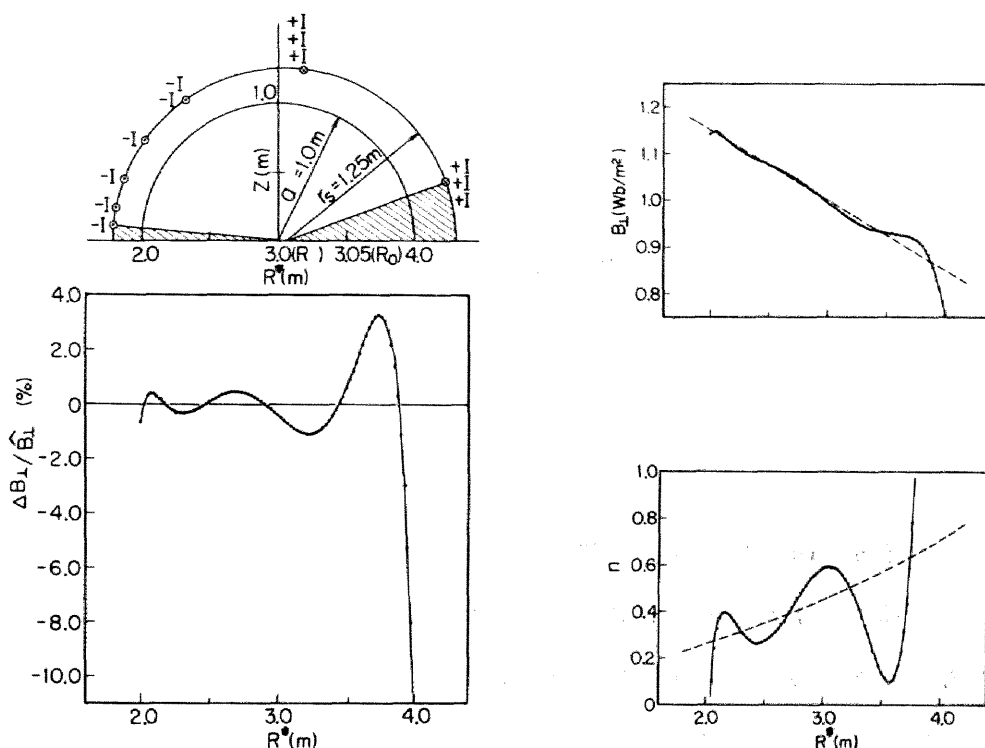 +I
+I
+I
-I
-I
-I
-I
-I
-I
+I
+I
+I
1.0
Z (m)
a = 1.0m
r_s = 1.25m
2.0 3.0(R ) 3.05(R_0) 4.0
R*(m)
4.0
2.0
0
-2.0
-4.0
-6.0
-8.0
-10.0
ΔB⊥/B̂⊥ (%)
2.0 3.0 4.0
R*(m)
1.2
1.1
1.0
0.9
0.8
B⊥(Wb/m²)
1.0
0.8
0.6
0.4
0.2
0
n
2.0 3.0 4.0
R*(m)